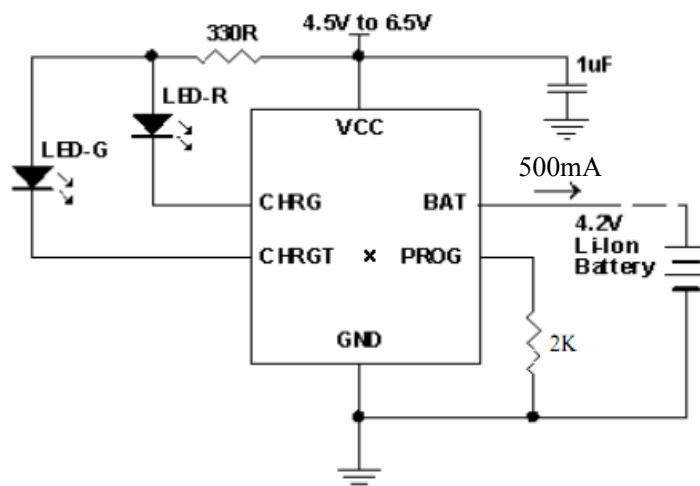 4.5V to 6.5V
330R
1uF
LED-R
LED-G
VCC
500mA
CHRG
BAT
4.2V
Li-Ion
Battery
CHRGT
x
PROG
GND
2K